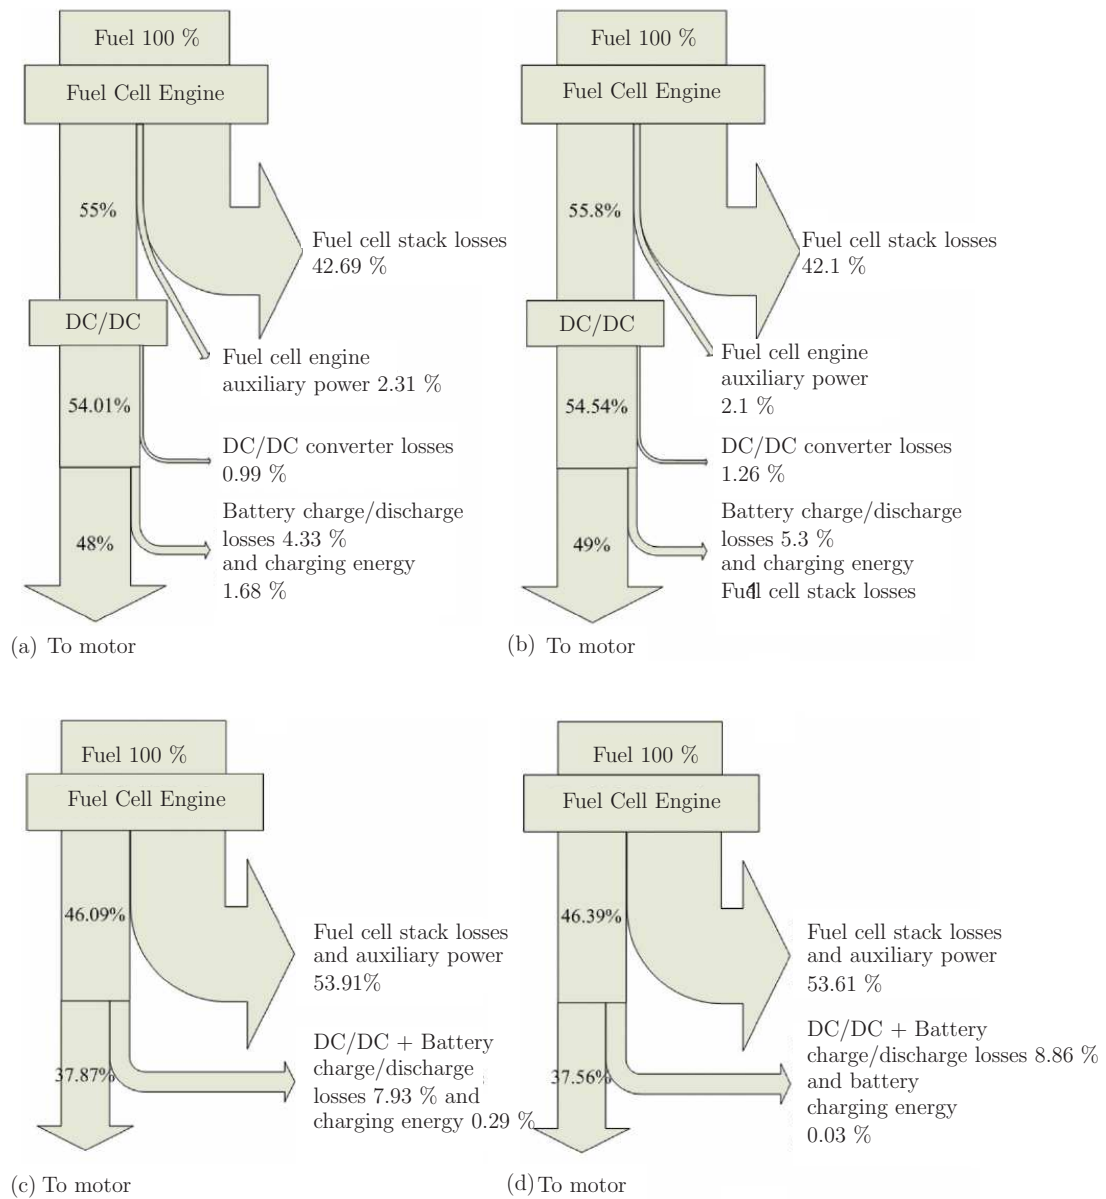 Fuel 100 %
Fuel Cell Engine
55%
Fuel cell stack losses
42.69 %
DC/DC
Fuel cell engine
auxiliary power 2.31 %
54.01%
DC/DC converter losses
0.99 %
Battery charge/discharge
losses 4.33 %
and charging energy
1.68 %
48%
(a) To motor
Fuel 100 %
Fuel Cell Engine
55.8%
Fuel cell stack losses
42.1 %
DC/DC
Fuel cell engine
auxiliary power
2.1 %
54.54%
DC/DC converter losses
1.26 %
Battery charge/discharge
losses 5.3 %
and charging energy
Fuel cell stack losses
49%
(b) To motor
Fuel 100 %
Fuel Cell Engine
46.09%
Fuel cell stack losses
and auxiliary power
53.91%
DC/DC + Battery
charge/discharge
losses 7.93 % and
charging energy 0.29 %
37.87%
(c) To motor
Fuel 100 %
Fuel Cell Engine
46.39%
Fuel cell stack losses
and auxiliary power
53.61 %
DC/DC + Battery
charge/discharge losses 8.86 %
and battery
charging energy
0.03 %
37.56%
(d) To motor